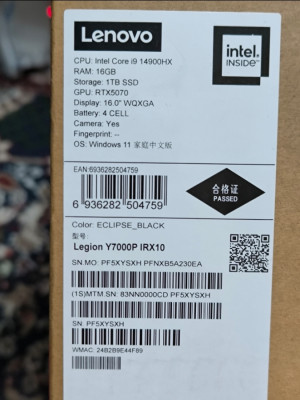 Lenovo
intel.
INSIDE™
CPU: Intel Core i9 14900HX
RAM: 16GB
Storage: 1TB SSD
GPU: RTX5070
Display: 16.0" WQXGA
Battery: 4 CELL
Camera: Yes
Fingerprint: --
OS: Windows 11 家庭中文版
EAN:6936282504759
6 936282 504759
合格证
PASSED
Color: ECLIPSE_BLACK
型号:
Legion Y7000P IRX10
SN.MO: PF5XYSXH PFNXB5A230EA
(1S)MTM.SN: 83NN0000CD PF5XYSXH
SN: PF5XYSXH
WMAC: 24B2B9E44F89